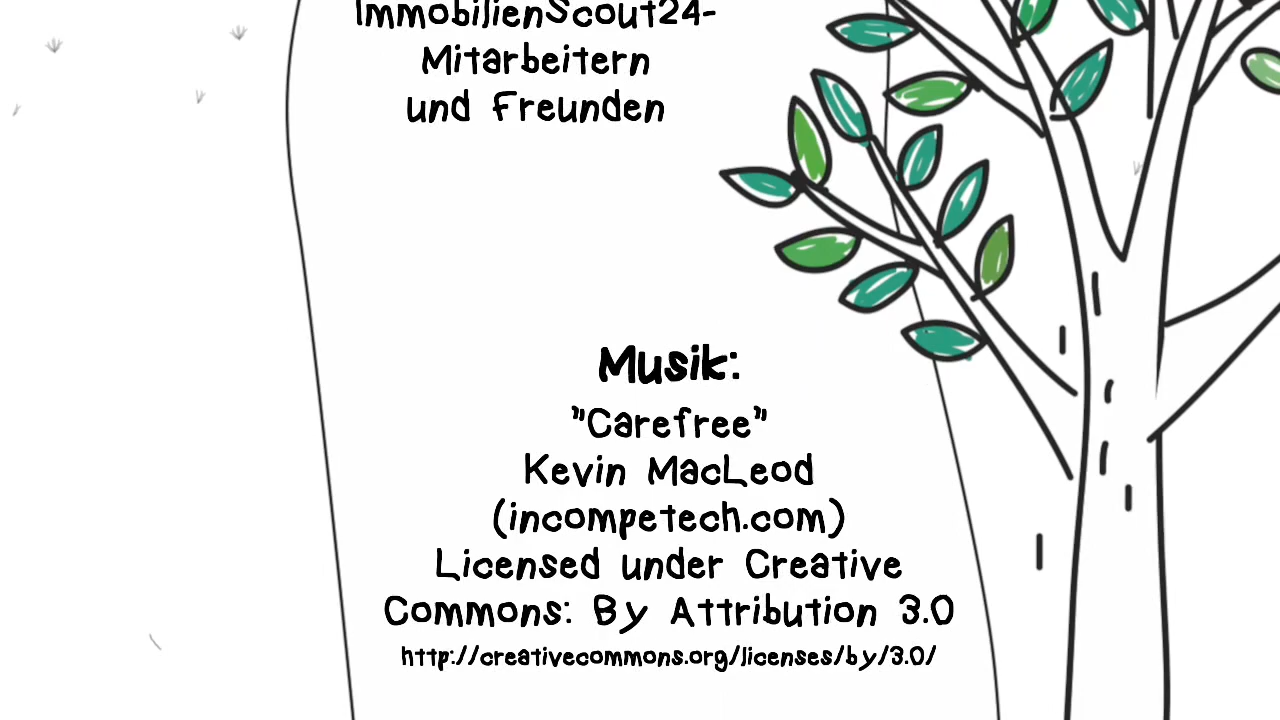 ImmobilienScout24-
Mitarbeitern
und Freunden
Musik:
"Carefree"
Kevin MacLeod
(incompetech.com)
Licensed under Creative
Commons: By Attribution 3.0
http://creativecommons.org/licenses/by/3.0/